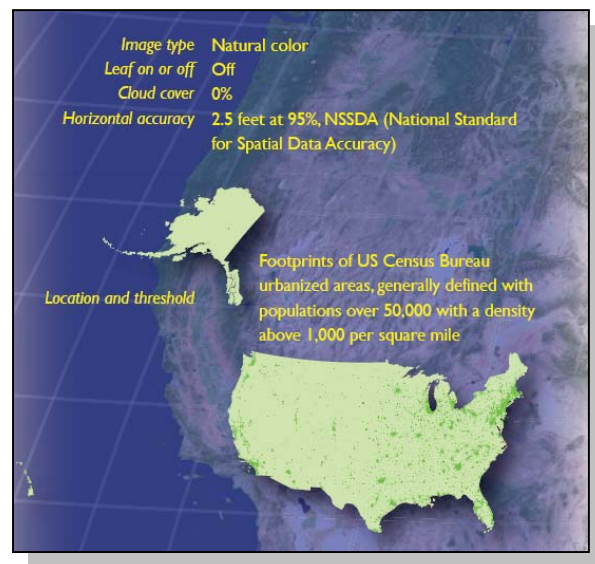 Image type Natural color
Leaf on or off Off
Cloud cover 0%
Horizontal accuracy 2.5 feet at 95%, NSSDA (National Standard
for Spatial Data Accuracy)
Location and threshold
Footprints of US Census Bureau
urbanized areas, generally defined with
populations over 50,000 with a density
above 1,000 per square mile